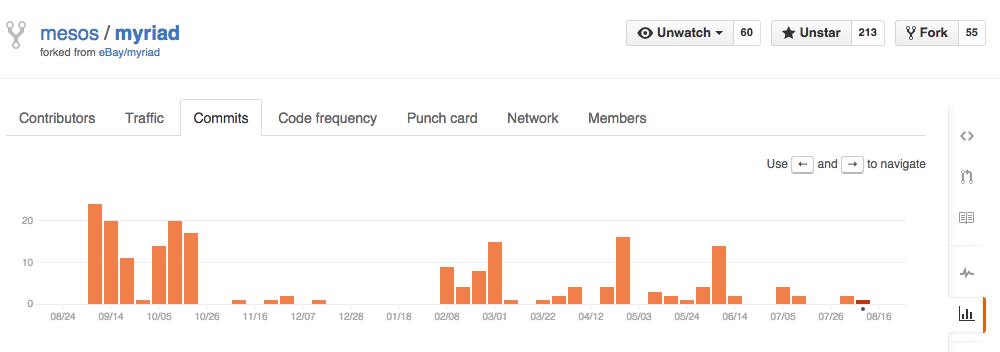 mesos / myriad
forked from eBay/myriad
Unwatch 60
Unstar 213
Fork 55
Contributors Traffic Commits Code frequency Punch card Network Members
Use ← and → to navigate
20
10
0
08/24 09/14 10/05 10/26 11/16 12/07 12/28 01/18 02/08 03/01 03/22 04/12 05/03 05/24 06/14 07/05 07/26 08/16